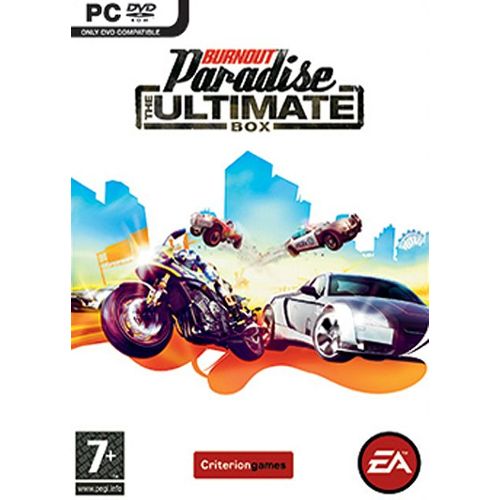 PC DVD
ROM
ONLY DVD COMPATIBLE
BURNOUT
Paradise
THE ULTIMATE
BOX
7+
www.pegi.info
Criteriongames
EA